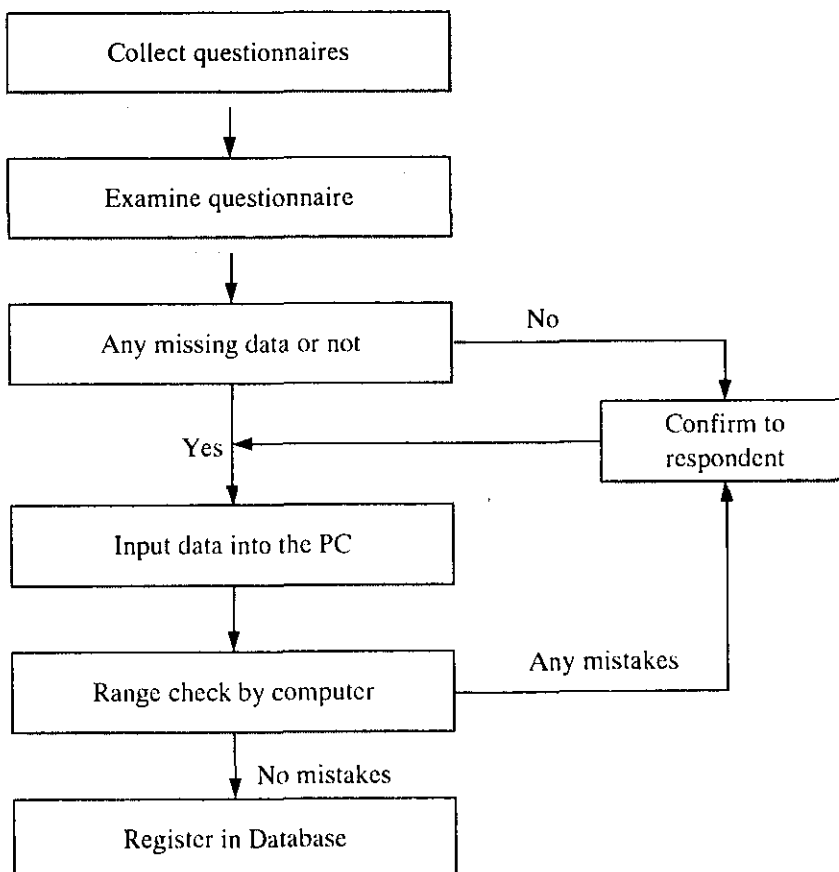 Collect questionnaires
Examine questionnaire
Any missing data or not
No
Confirm to
respondent
Yes
Input data into the PC
Range check by computer
Any mistakes
No mistakes
Register in Database